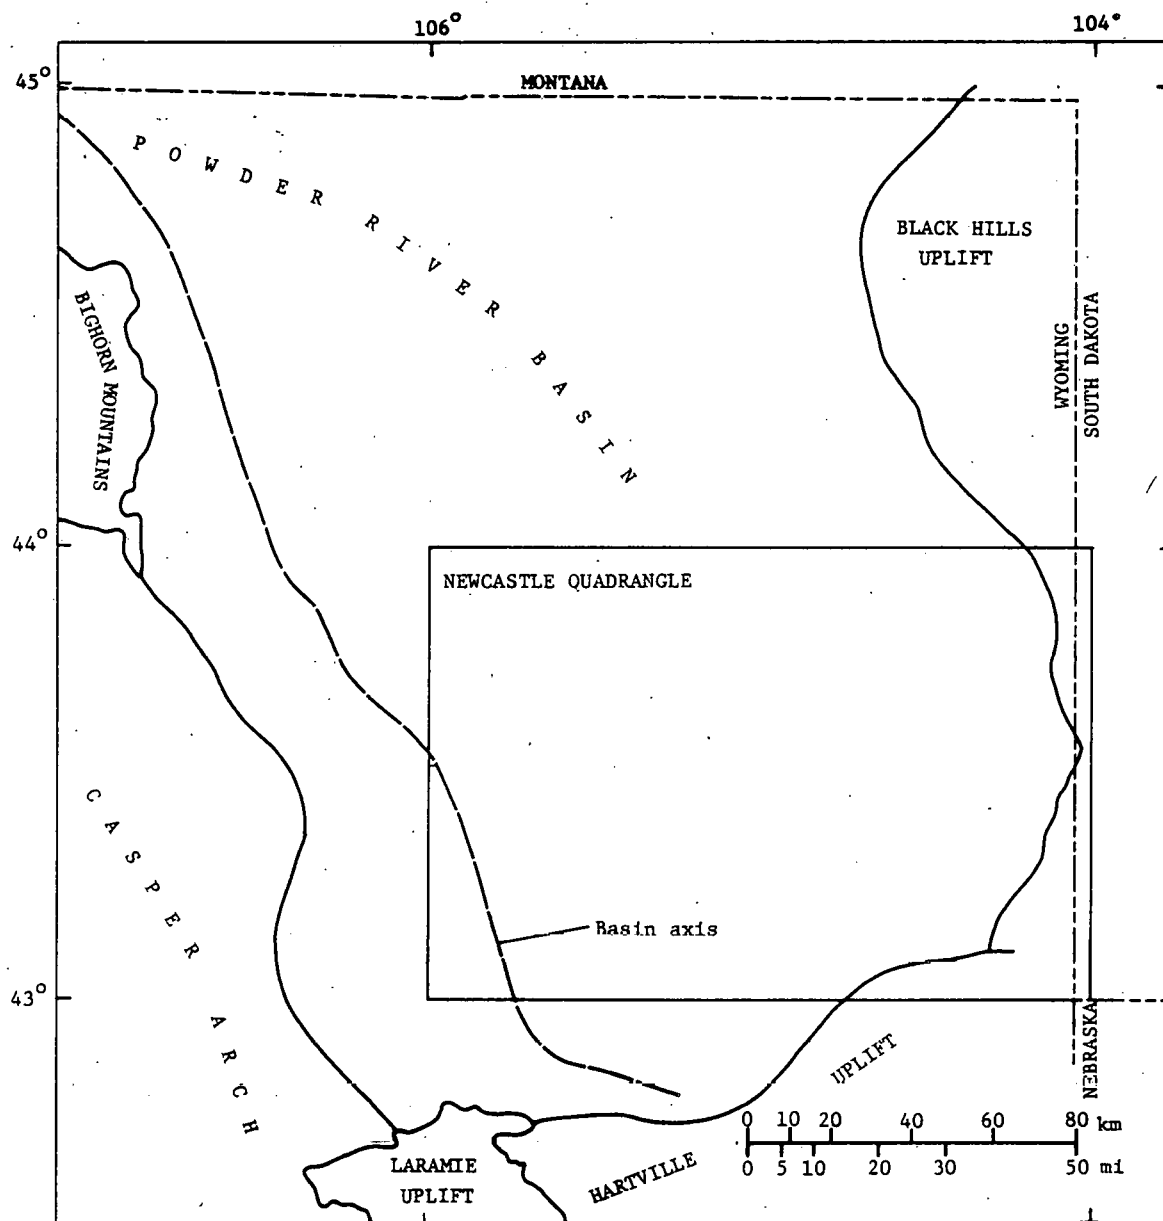 106° 104°
45°
MONTANA
POWDER RIVER BASIN
BLACK HILLS
UPLIFT
BIGHORN MOUNTAINS
WYOMING
SOUTH DAKOTA
44°
NEWCASTLE QUADRANGLE
CASPER ARCH
Basin axis
43°
NEBRASKA
HARTVILLE UPLIFT
LARAMIE
UPLIFT
0 10 20 40 60 80 km
0 5 10 20 30 50 mi